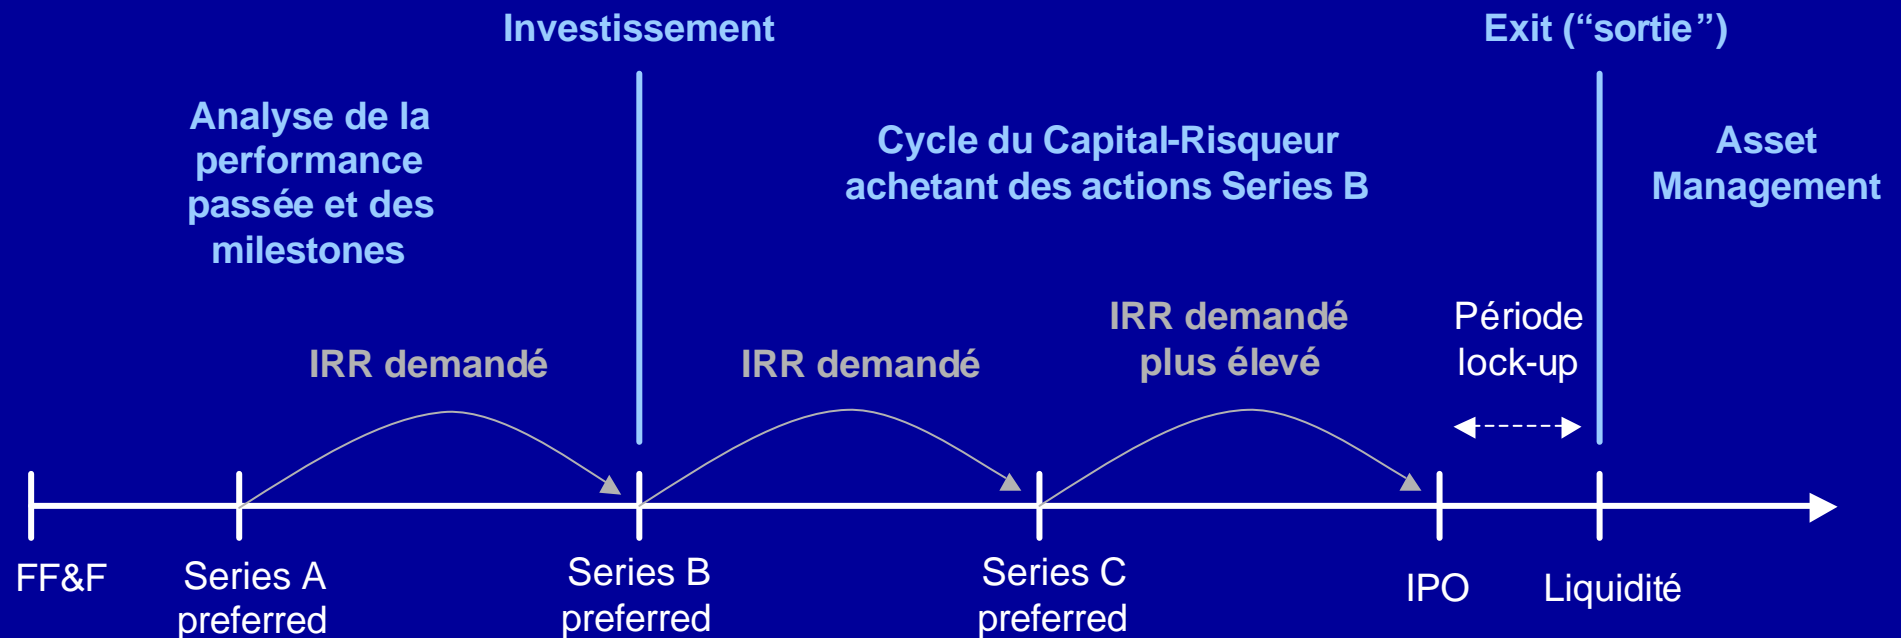 Investissement
Exit (“sortie”)
Analyse de la
performance
passée et des
milestones
Cycle du Capital-Risqueur
achetant des actions Series B
Asset
Management
IRR demandé
IRR demandé
IRR demandé
plus élevé
Période
lock-up
FF&F
Series A
preferred
Series B
preferred
Series C
preferred
IPO
Liquidité